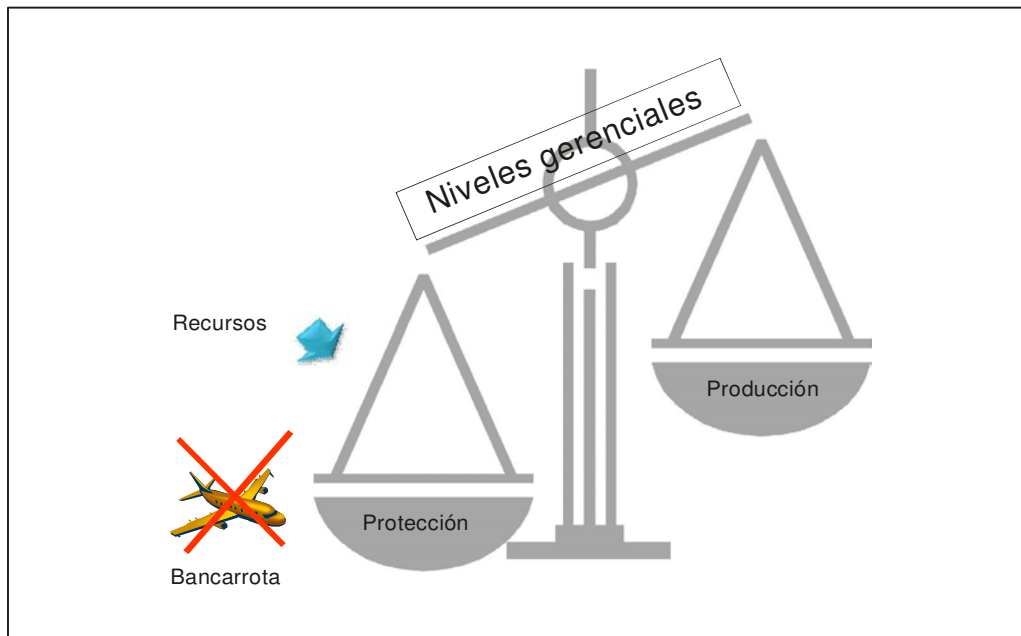 Niveles gerenciales
Recursos
Producción
Protección
Bancarrota